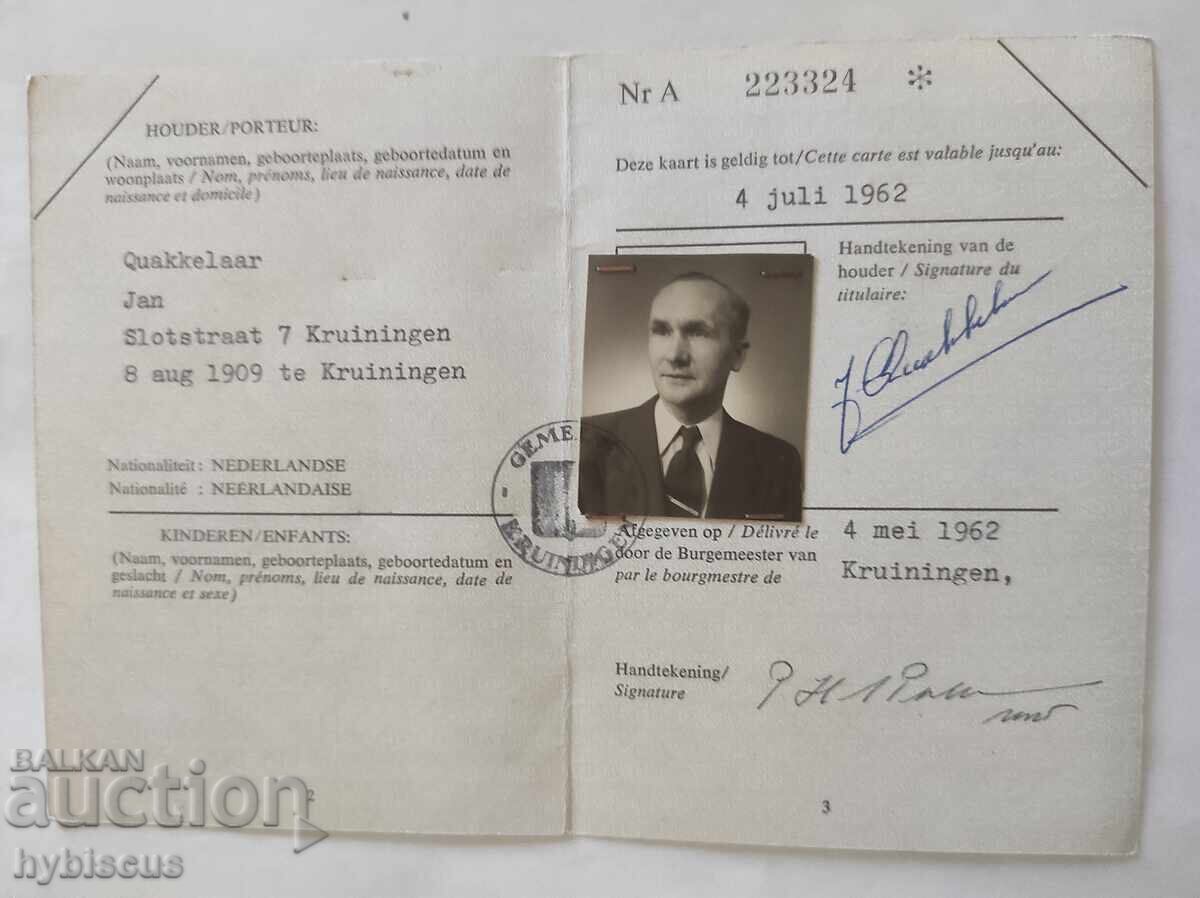 HOUDER/PORTEUR:
(Naam, voornamen, geboorteplaats, geboortedatum en
woonplaats / Nom, prénoms, lieu de naissance, date de
naissance et domicile)
Quakkelaar
Jan
Slotstraat 7 Kruiningen
8 aug 1909 te Kruiningen
Nationaliteit: NEDERLANDSE
Nationalité : NEERLANDAISE
KINDEREN/ENFANTS:
(Naam, voornamen, geboorteplaats, geboortedatum en
geslacht / Nom, prénoms, lieu de naissance, date de
naissance et sexe)
2
Nr A 223324 *
Deze kaart is geldig tot/Cette carte est valable jusqu'au:
4 juli 1962
Handtekening van de
houder / Signature du
titulaire:
J Quakkelaar
GEMEENTE
KRUININGEN
Afgegeven op / Délivré le 4 mei 1962
door de Burgemeester van
par le bourgmestre de Kruiningen,
Handtekening/
Signature
3
BALKAN
auction
hybiscus